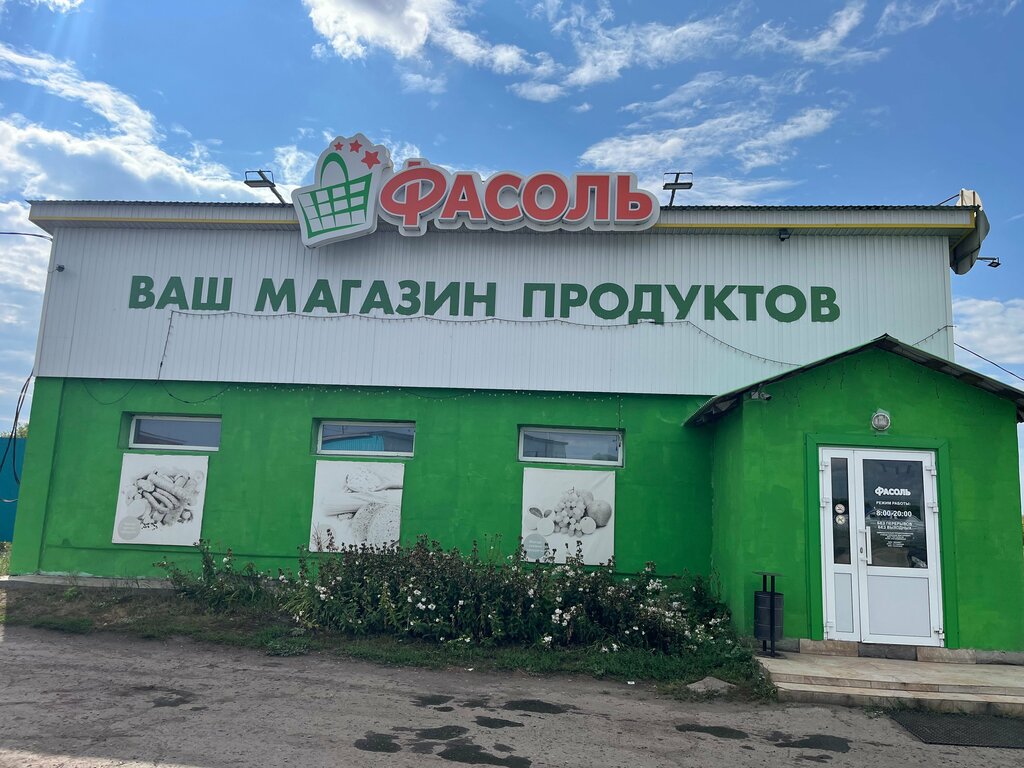 ФАСОЛЬ
ВАШ МАГАЗИН ПРОДУКТОВ
ФАСОЛЬ
РЕЖИМ РАБОТЫ:
8:00-20:00
БЕЗ ПЕРЕРЫВОВ
БЕЗ ВЫХОДНЫХ